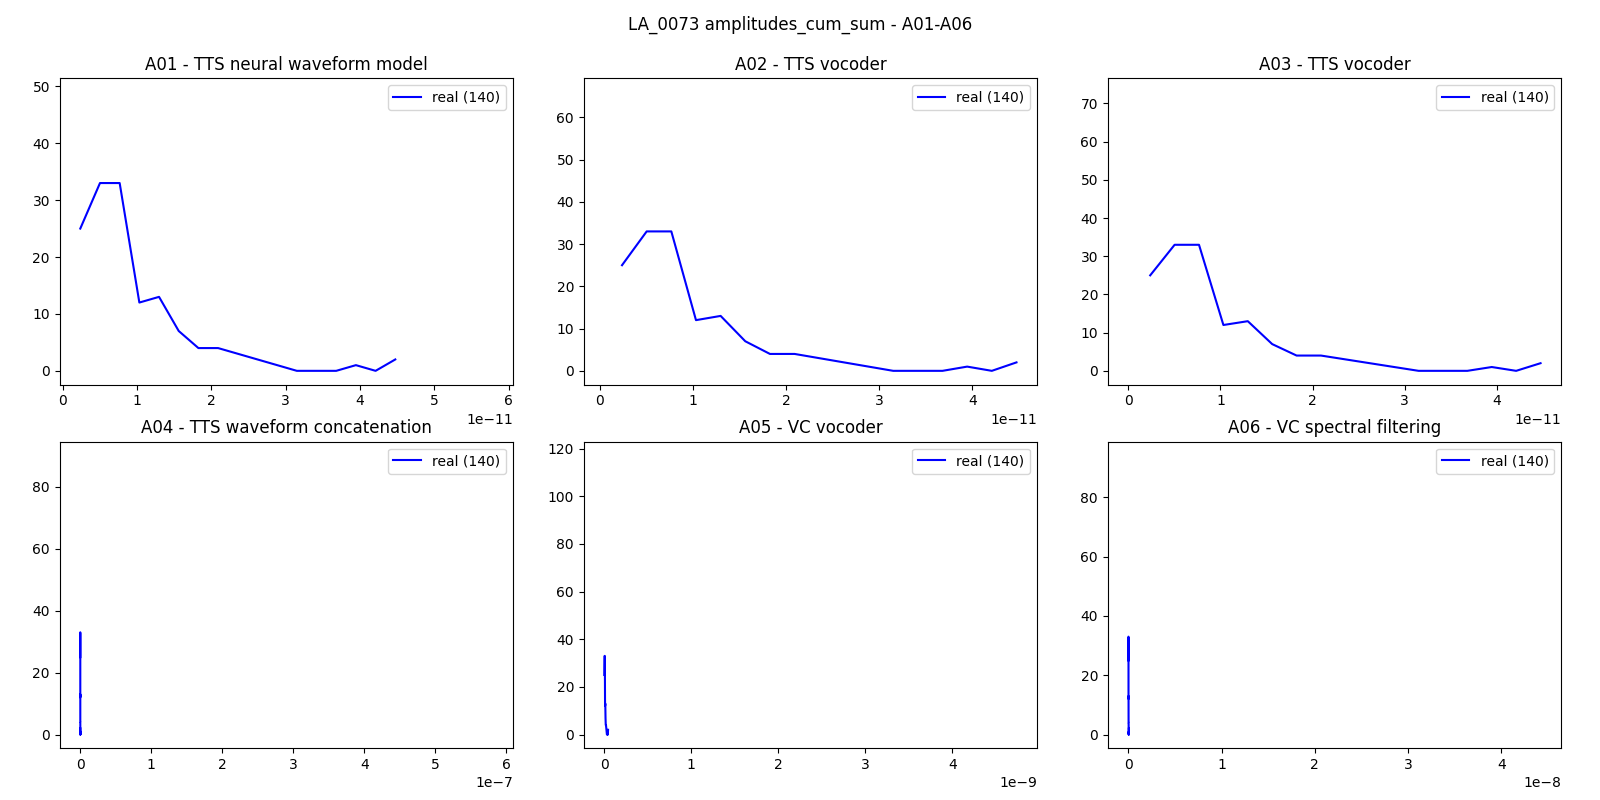 LA_0073 amplitudes_cum_sum - A01-A06
A01 - TTS neural waveform model
real (140)
50
40
30
20
10
0
0 1 2 3 4 5 6
1e−11
A02 - TTS vocoder
real (140)
60
50
40
30
20
10
0
0 1 2 3 4
1e−11
A03 - TTS vocoder
real (140)
70
60
50
40
30
20
10
0
0 1 2 3 4
1e−11
A04 - TTS waveform concatenation
real (140)
80
60
40
20
0
0 1 2 3 4 5 6
1e−7
A05 - VC vocoder
real (140)
120
100
80
60
40
20
0
0 1 2 3 4
1e−9
A06 - VC spectral filtering
real (140)
80
60
40
20
0
0 1 2 3 4
1e−8